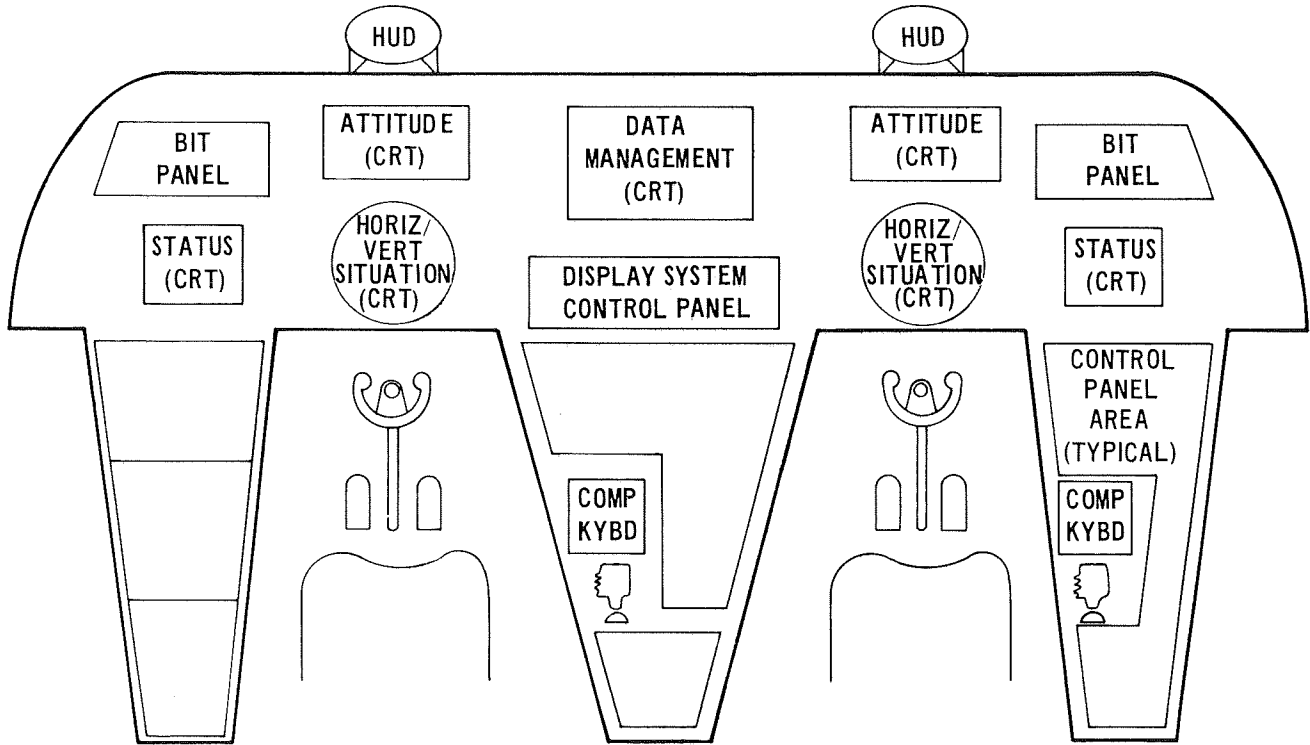 HUD
HUD
BIT
PANEL
ATTITUDE
(CRT)
DATA
MANAGEMENT
(CRT)
ATTITUDE
(CRT)
BIT
PANEL
STATUS
(CRT)
HORIZ/
VERT
SITUATION
(CRT)
DISPLAY SYSTEM
CONTROL PANEL
HORIZ/
VERT
SITUATION
(CRT)
STATUS
(CRT)
CONTROL
PANEL
AREA
(TYPICAL)
COMP
KYBD
COMP
KYBD